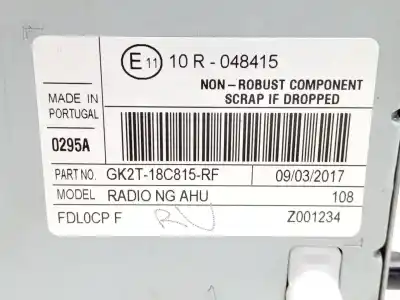 E 11 10 R - 048415
NON-ROBUST COMPONENT
SCRAP IF DROPPED
MADE IN
PORTUGAL
0295A
PART NO. GK2T-18C815-RF 09/03/2017
MODEL RADIO NG AHU 108
FDL0CP F RV Z001234